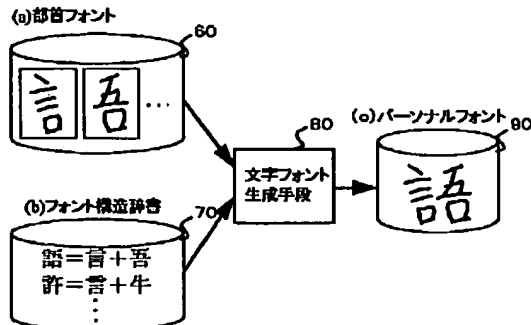 (a)部首フォント
60
言 吾 …
(b)フォント構造辞書
70
語＝言＋吾
許＝言＋牛
⋮
80
文字フォント
生成手段
(c)パーソナルフォント
90
語